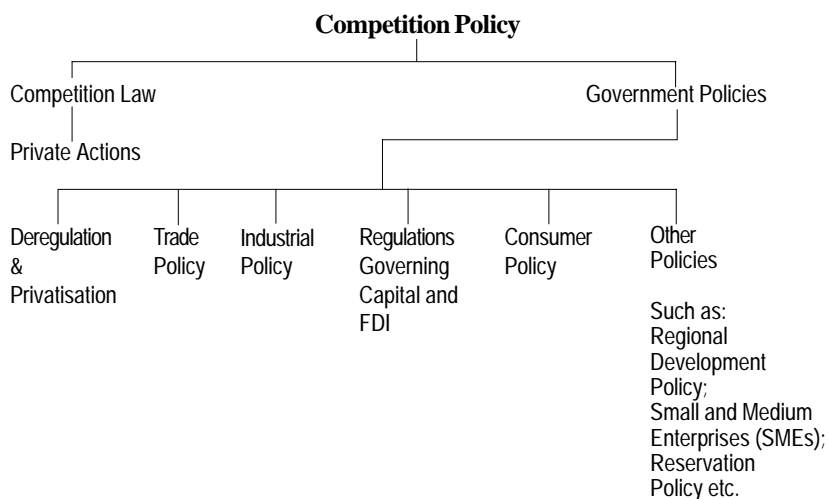 Competition Policy
Competition Law
Government Policies
Private Actions
Deregulation
&
Privatisation
Trade
Policy
Industrial
Policy
Regulations
Governing
Capital and
FDI
Consumer
Policy
Other
Policies
Such as:
Regional
Development
Policy;
Small and Medium
Enterprises (SMEs);
Reservation
Policy etc.